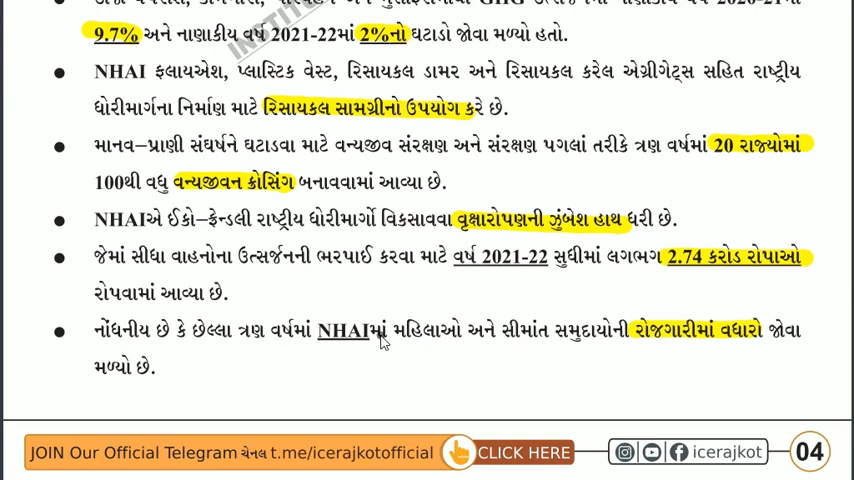 9.7% અને નાણાકીય વર્ષ 2021-22માં 2%નો ઘટાડો જોવા મળ્યો હતો.
INSTITU
NHAI ફલાયએશ, પ્લાસ્ટિક વેસ્ટ, રિસાયકલ ડામર અને રિસાયકલ કરેલ એગ્રીગેટ્સ સહિત રાષ્ટ્રીય
ધોરીમાર્ગના નિર્માણ માટે રિસાયકલ સામગ્રીનો ઉપયોગ કરે છે.
માનવ–પ્રાણી સંઘર્ષને ઘટાડવા માટે વન્યજીવ સંરક્ષણ અને સંરક્ષણ પગલાં તરીકે ત્રણ વર્ષમાં 20 રાજ્યોમાં
100થી વધુ વન્યજીવન ક્રોસિંગ બનાવવામાં આવ્યા છે.
NHAIએ ઈકો–ફ્રેન્ડલી રાષ્ટ્રીય ધોરીમાર્ગો વિકસાવવા વૃક્ષારોપણની ઝુંબેશ હાથ ધરી છે.
જેમાં સીધા વાહનોના ઉત્સર્જનની ભરપાઈ કરવા માટે વર્ષ 2021-22 સુધીમાં લગભગ 2.74 કરોડ રોપાઓ
રોપવામાં આવ્યા છે.
નોંધનીય છે કે છેલ્લા ત્રણ વર્ષમાં NHAIમાં મહિલાઓ અને સીમાંત સમુદાયોની રોજગારીમાં વધારો જોવા
મળ્યો છે.
JOIN Our Official Telegram ચેનલ t.me/icerajkotofficial CLICK HERE icerajkot 04